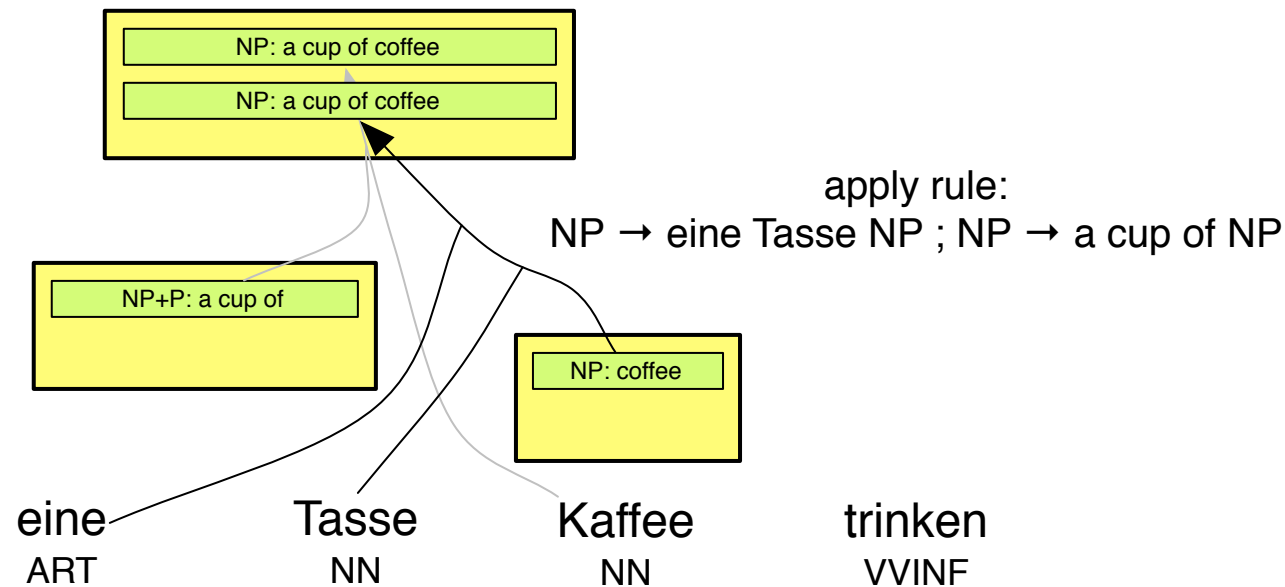 NP: a cup of coffee
NP: a cup of coffee
apply rule:
NP → eine Tasse NP ; NP → a cup of NP
NP+P: a cup of
NP: coffee
eine Tasse Kaffee trinken
ART NN NN VVINF